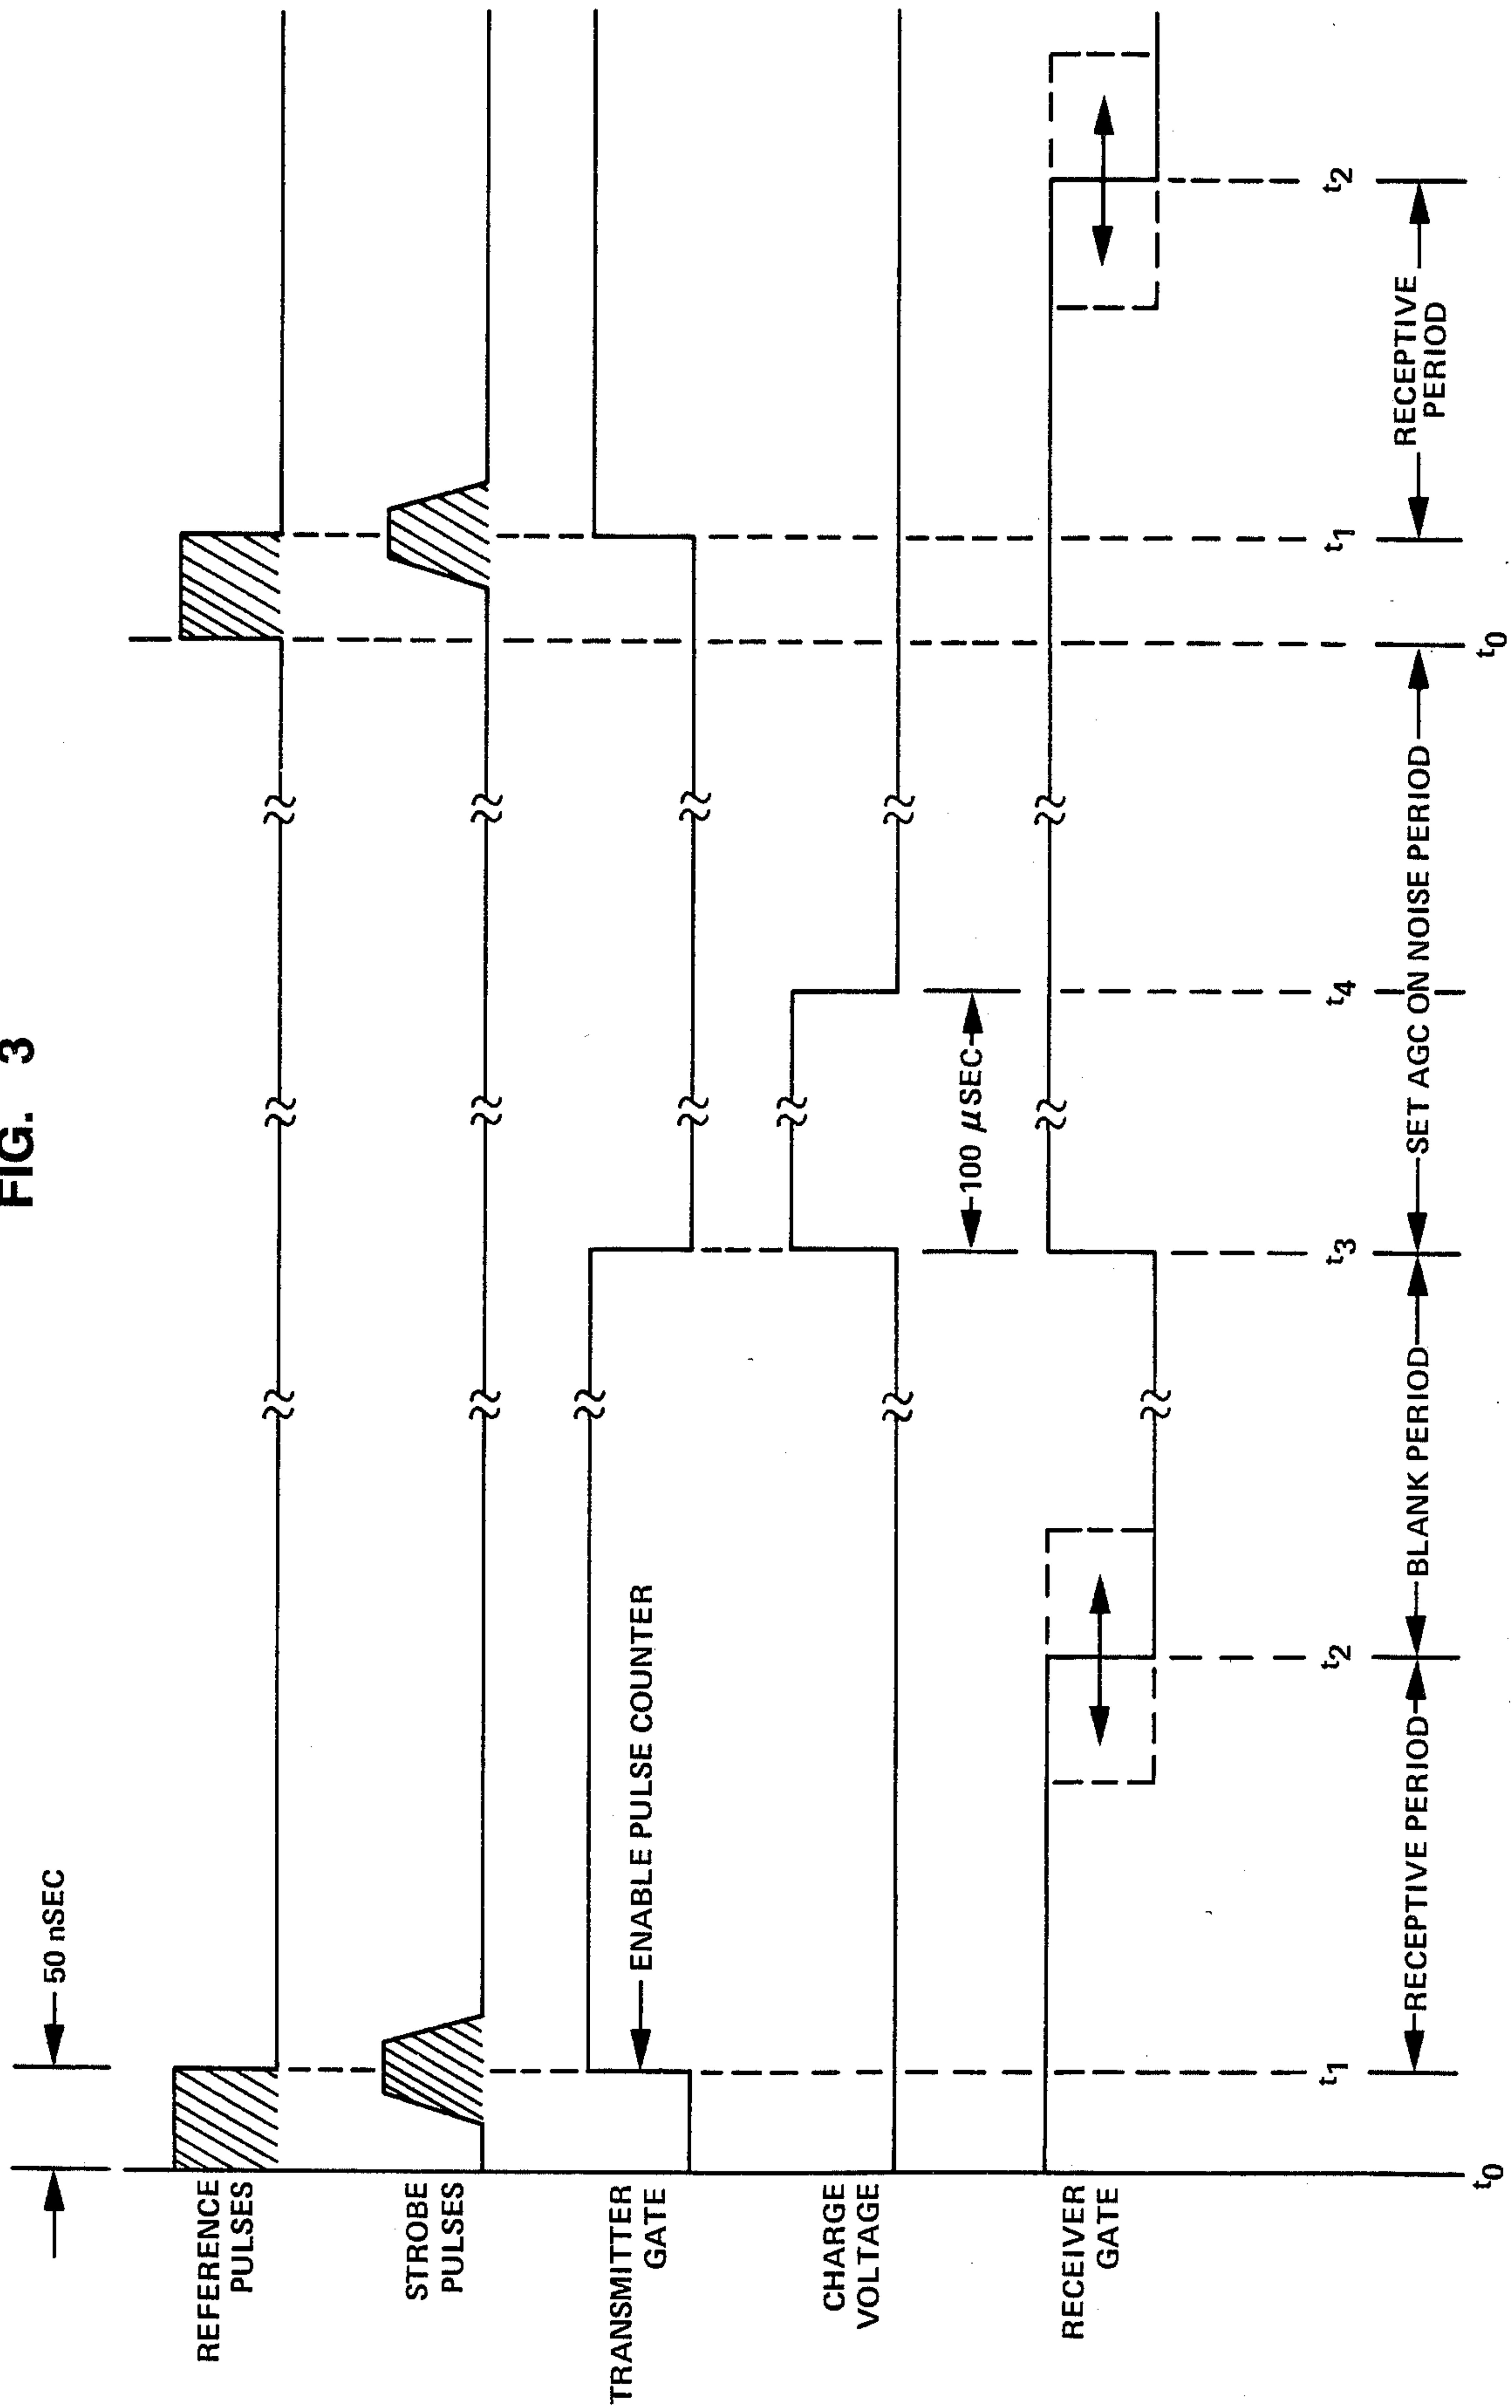 FIG. 3
50 nSEC
REFERENCE
PULSES
STROBE
PULSES
TRANSMITTER
GATE
ENABLE PULSE COUNTER
CHARGE
VOLTAGE
100 μSEC
RECEIVER
GATE
t1
t2
t3
t4
t1
t2
RECEPTIVE PERIOD
BLANK PERIOD
SET AGC ON NOISE PERIOD
RECEPTIVE
PERIOD
t0
t0